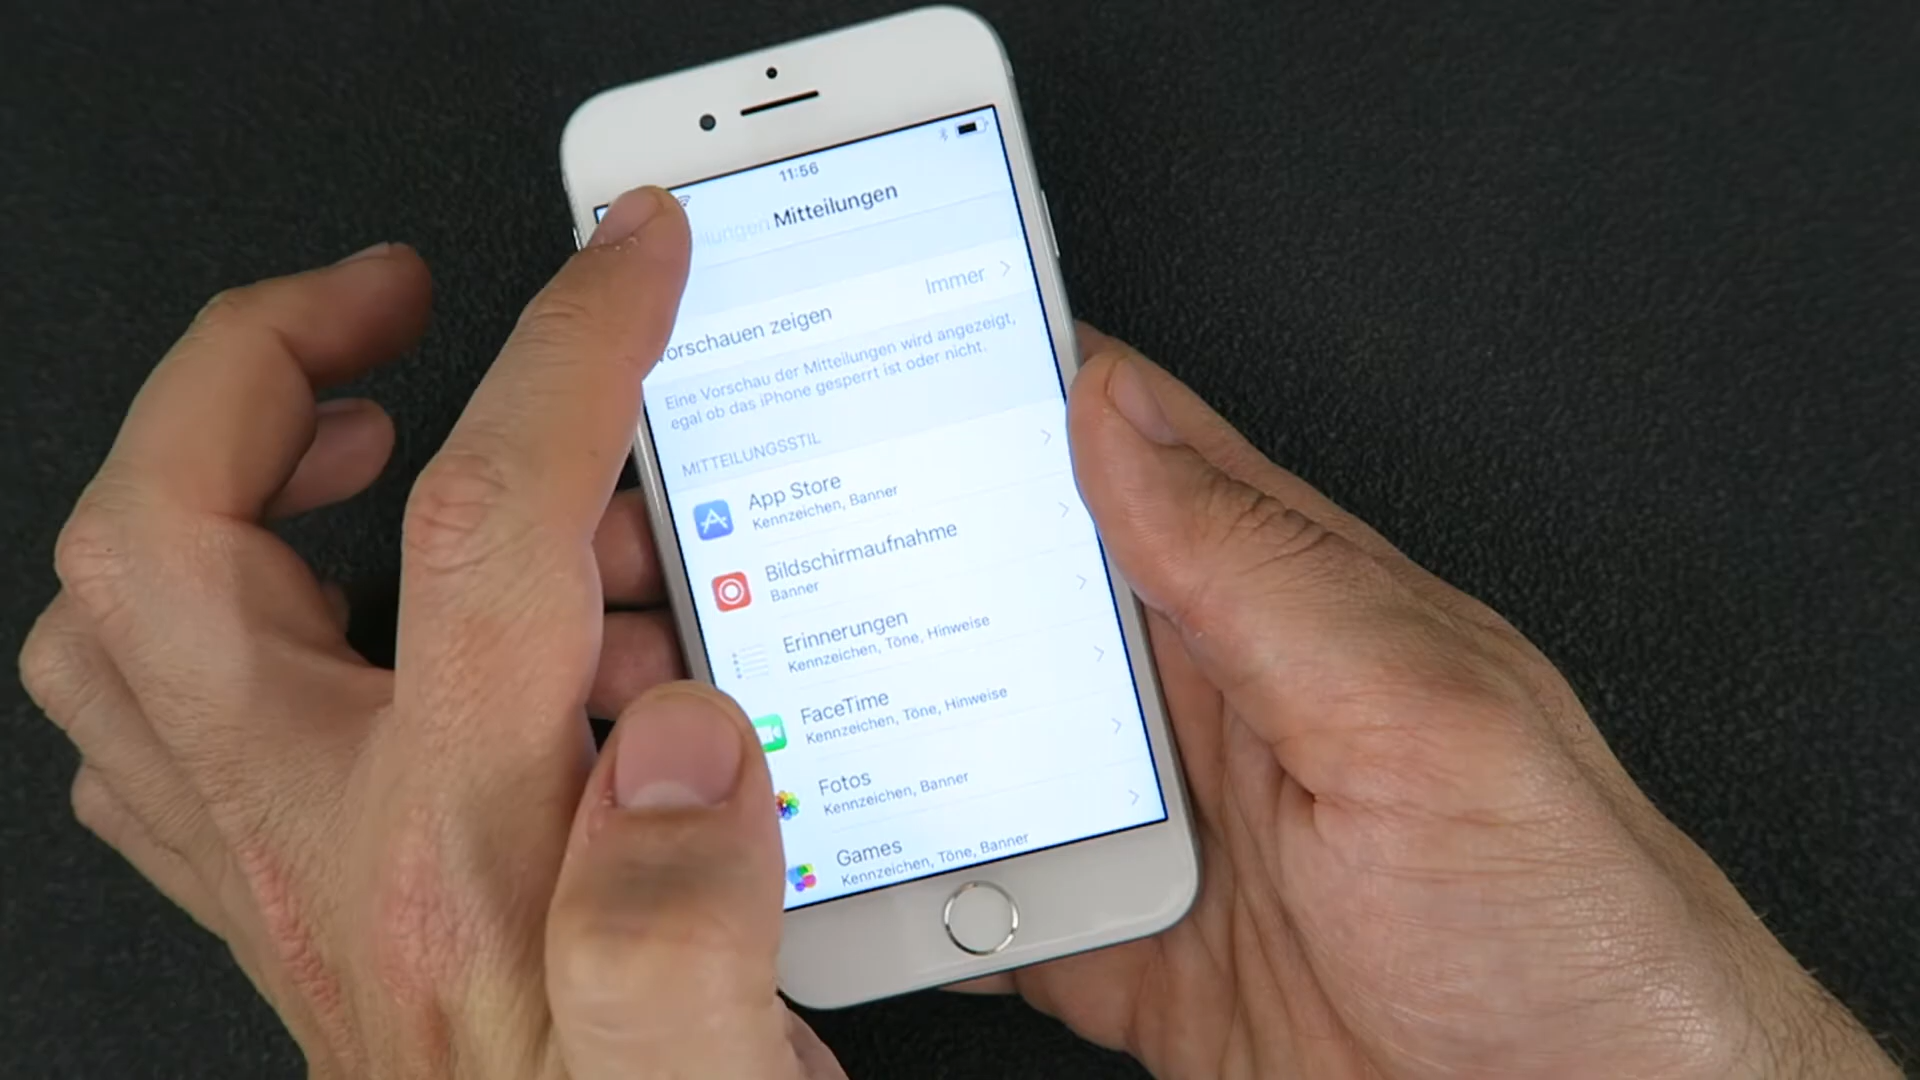 11:56
Mitteilungen
Vorschauen zeigen Immer
Eine Vorschau der Mitteilungen wird angezeigt,
egal ob das iPhone gesperrt ist oder nicht.
MITTEILUNGSSTIL
App Store
Kennzeichen, Banner
Bildschirmaufnahme
Banner
Erinnerungen
Kennzeichen, Töne, Hinweise
FaceTime
Kennzeichen, Töne, Hinweise
Fotos
Kennzeichen, Banner
Games
Kennzeichen, Töne, Banner